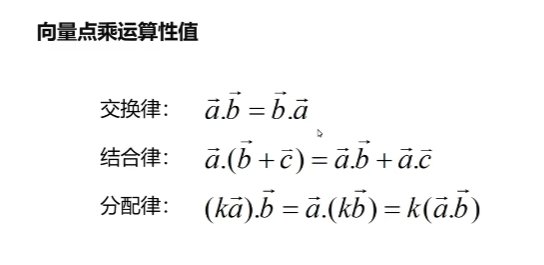 向量点乘运算性值
交换律： a⃗.b⃗ = b⃗.a⃗
结合律： a⃗.(b⃗ + c⃗) = a⃗.b⃗ + a⃗.c⃗
分配律： (ka⃗).b⃗ = a⃗.(kb⃗) = k(a⃗.b⃗)